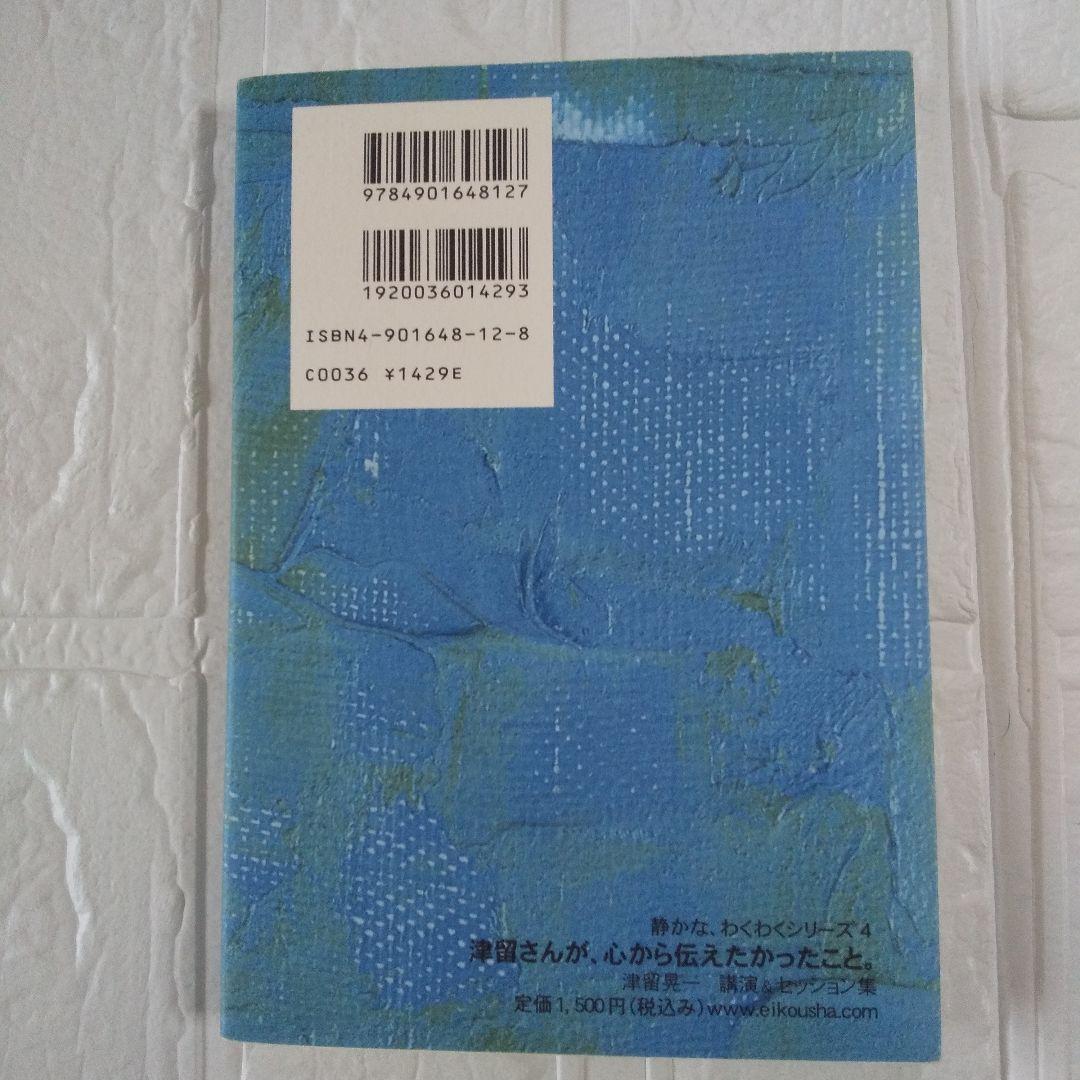 9784901648127
1920036014293
ISBN4-901648-12-8
C0036 ¥1429E
静かな、わくわくシリーズ 4
津留さんが、心から伝えたかったこと。
津留晃一 講演&セッション集
定価1,500円(税込み)www.eikousha.com